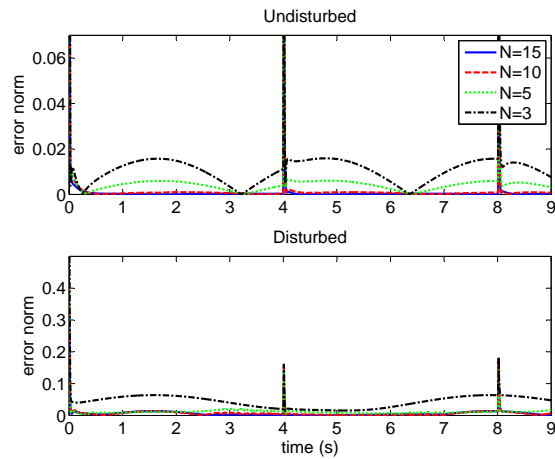 Undisturbed
error norm
0.06
0.04
0.02
0
0 1 2 3 4 5 6 7 8 9
N=15
N=10
N=5
N=3
Disturbed
error norm
0.4
0.3
0.2
0.1
0
0 1 2 3 4 5 6 7 8 9
time (s)